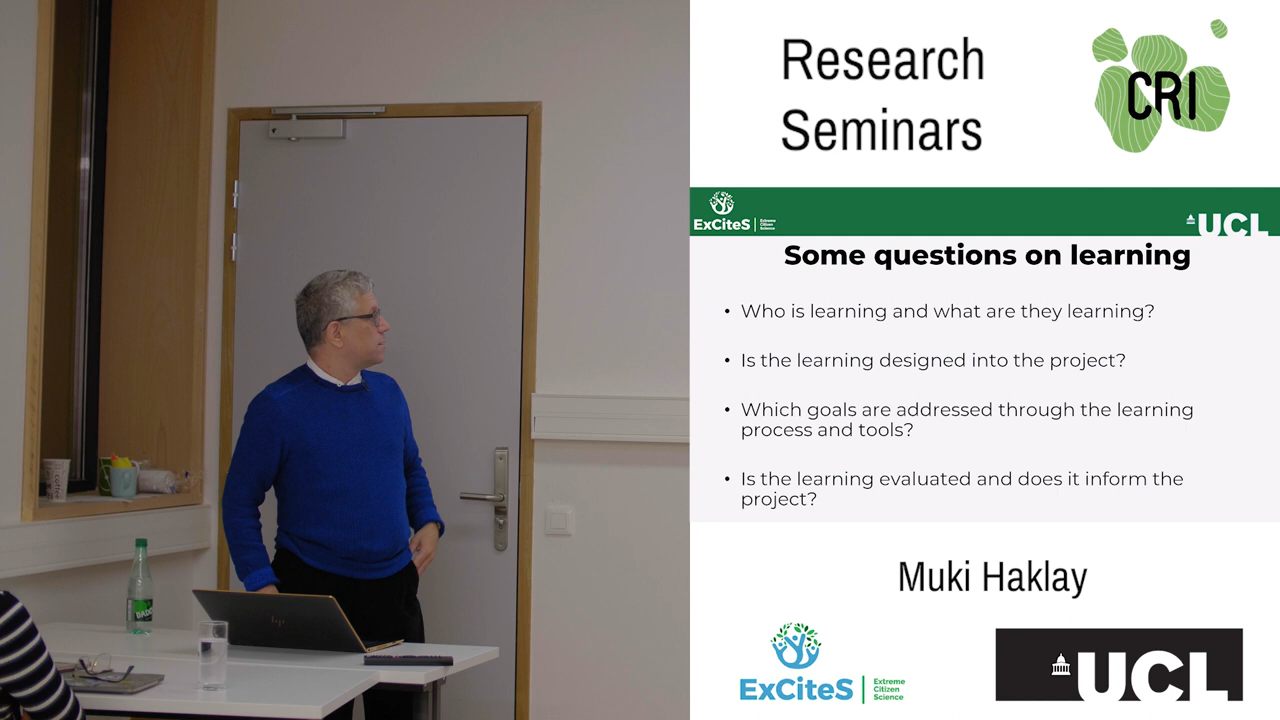 Research
Seminars
CRI
ExCiteS
Extreme
Citizen
Science
UCL
Some questions on learning
• Who is learning and what are they learning?
• Is the learning designed into the project?
• Which goals are addressed through the learning
process and tools?
• Is the learning evaluated and does it inform the
project?
Muki Haklay
ExCiteS
Extreme
Citizen
Science
UCL
hp